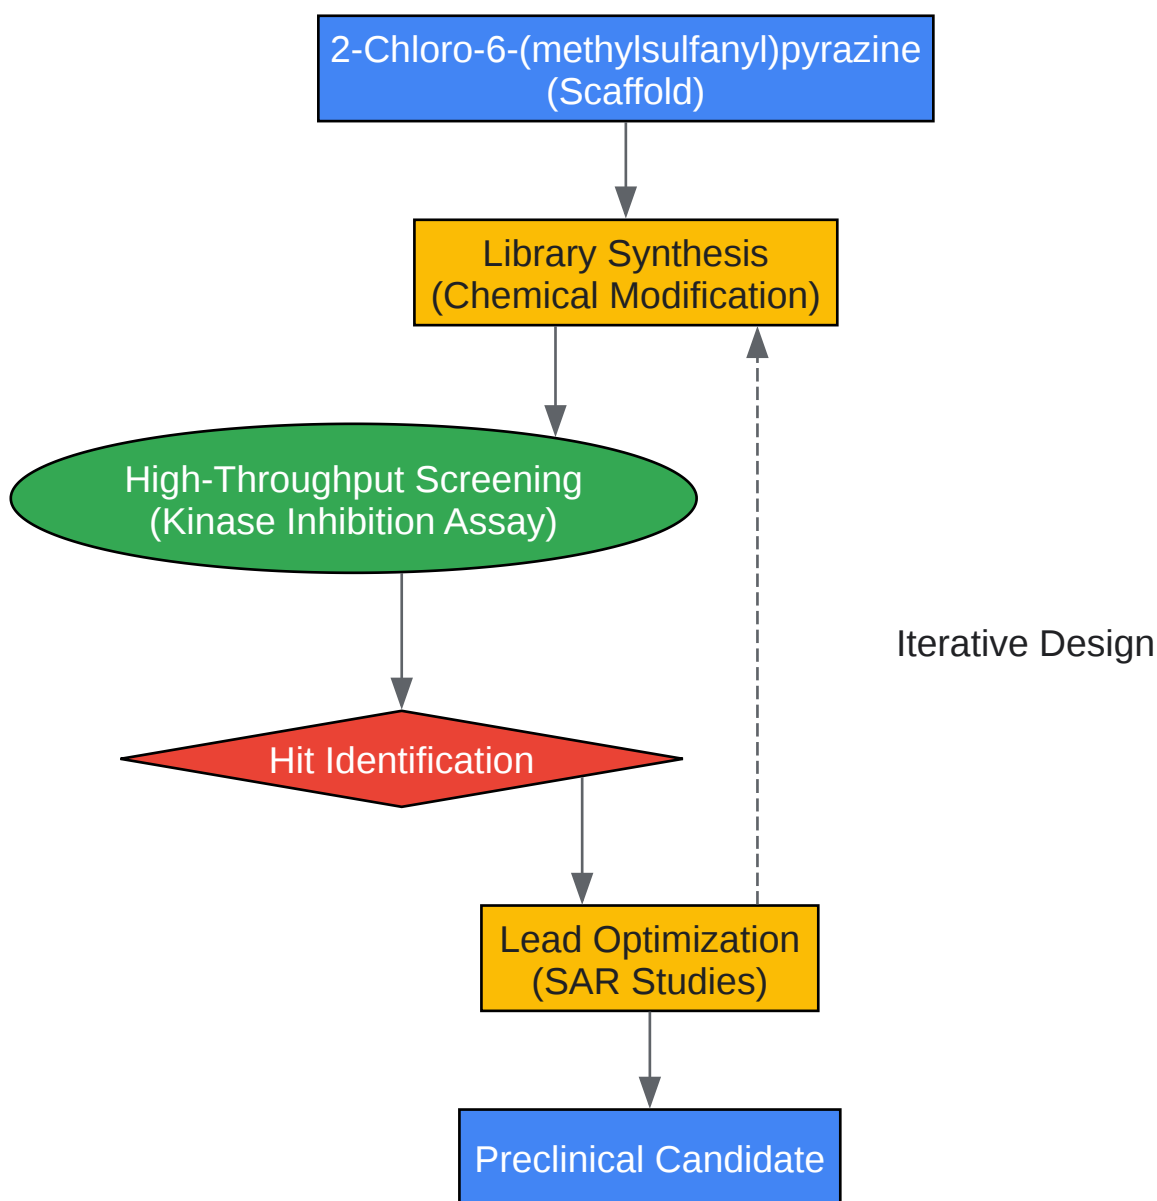 2-Chloro-6-(methylsulfanyl)pyrazine
(Scaffold)
Library Synthesis
(Chemical Modification)
High-Throughput Screening
(Kinase Inhibition Assay)
Iterative Design
Hit Identification
Lead Optimization
(SAR Studies)
Preclinical Candidate